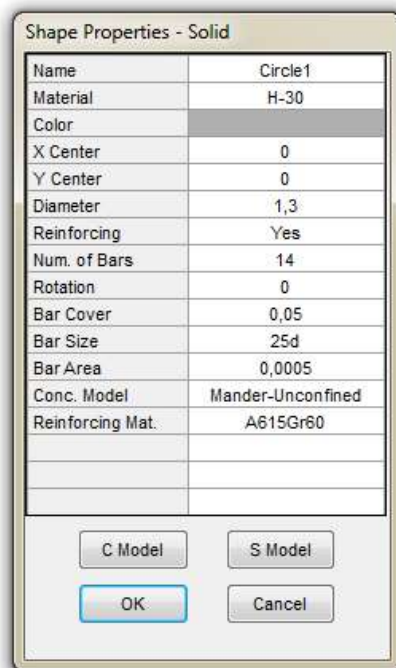 Shape Properties - Solid
Name Circle1
Material H-30
Color
X Center 0
Y Center 0
Diameter 1,3
Reinforcing Yes
Num. of Bars 14
Rotation 0
Bar Cover 0,05
Bar Size 25d
Bar Area 0,0005
Conc. Model Mander-Unconfined
Reinforcing Mat. A615Gr60
C Model S Model
OK Cancel